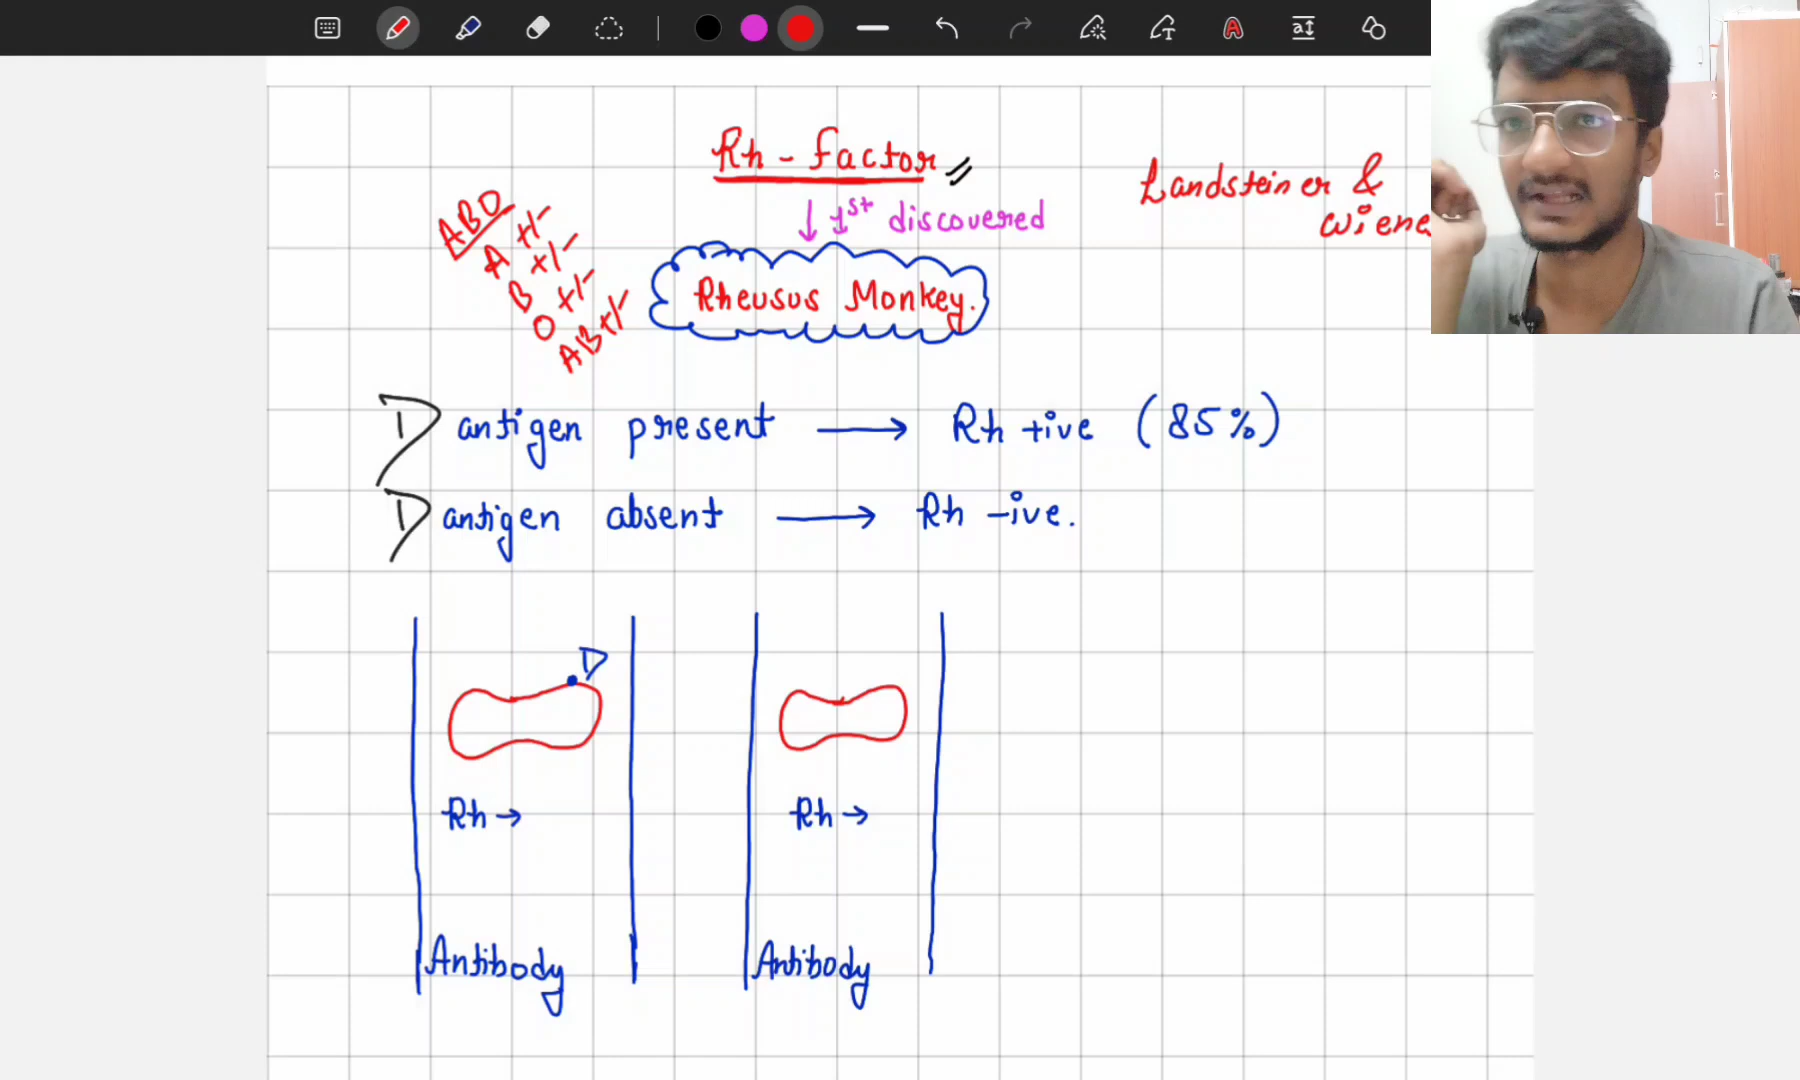 Rh - factor
Landsteiner &
wiene
↓ 1st discovered
Rheusus Monkey.
ABO
A +/-
B +/-
O +/-
AB +/-
D antigen present → Rh +ive (85%)
D antigen absent → Rh -ive.
D
Rh →
Rh →
Antibody
Antibody